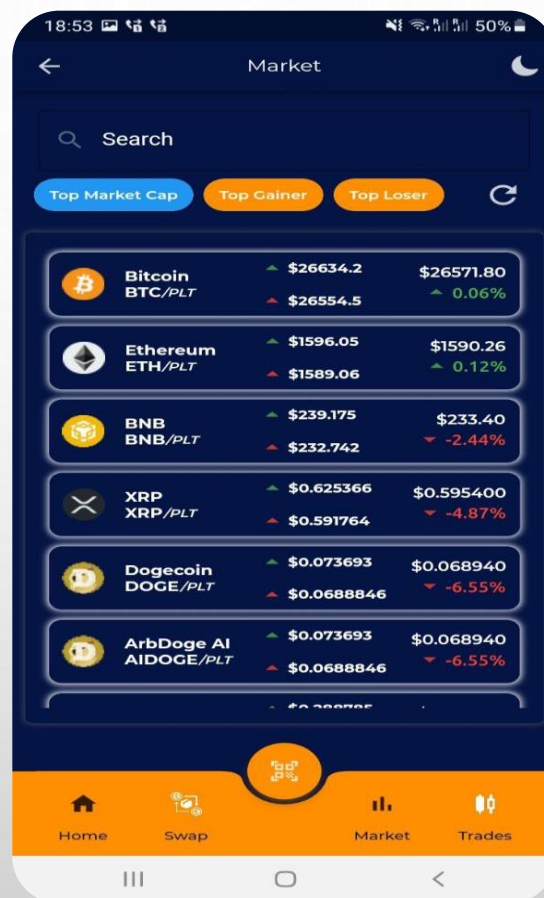 18:53 50%
Market
Search
Top Market Cap Top Gainer Top Loser
Bitcoin $26634.2 $26571.80
BTC/PLT $26554.5 0.06%
Ethereum $1596.05 $1590.26
ETH/PLT $1589.06 0.12%
BNB $239.175 $233.40
BNB/PLT $232.742 -2.44%
XRP $0.625366 $0.595400
XRP/PLT $0.591764 -4.87%
Dogecoin $0.073693 $0.068940
DOGE/PLT $0.0688846 -6.55%
ArbDoge AI $0.073693 $0.068940
AIDOGE/PLT $0.0688846 -6.55%
Home Swap Market Trades